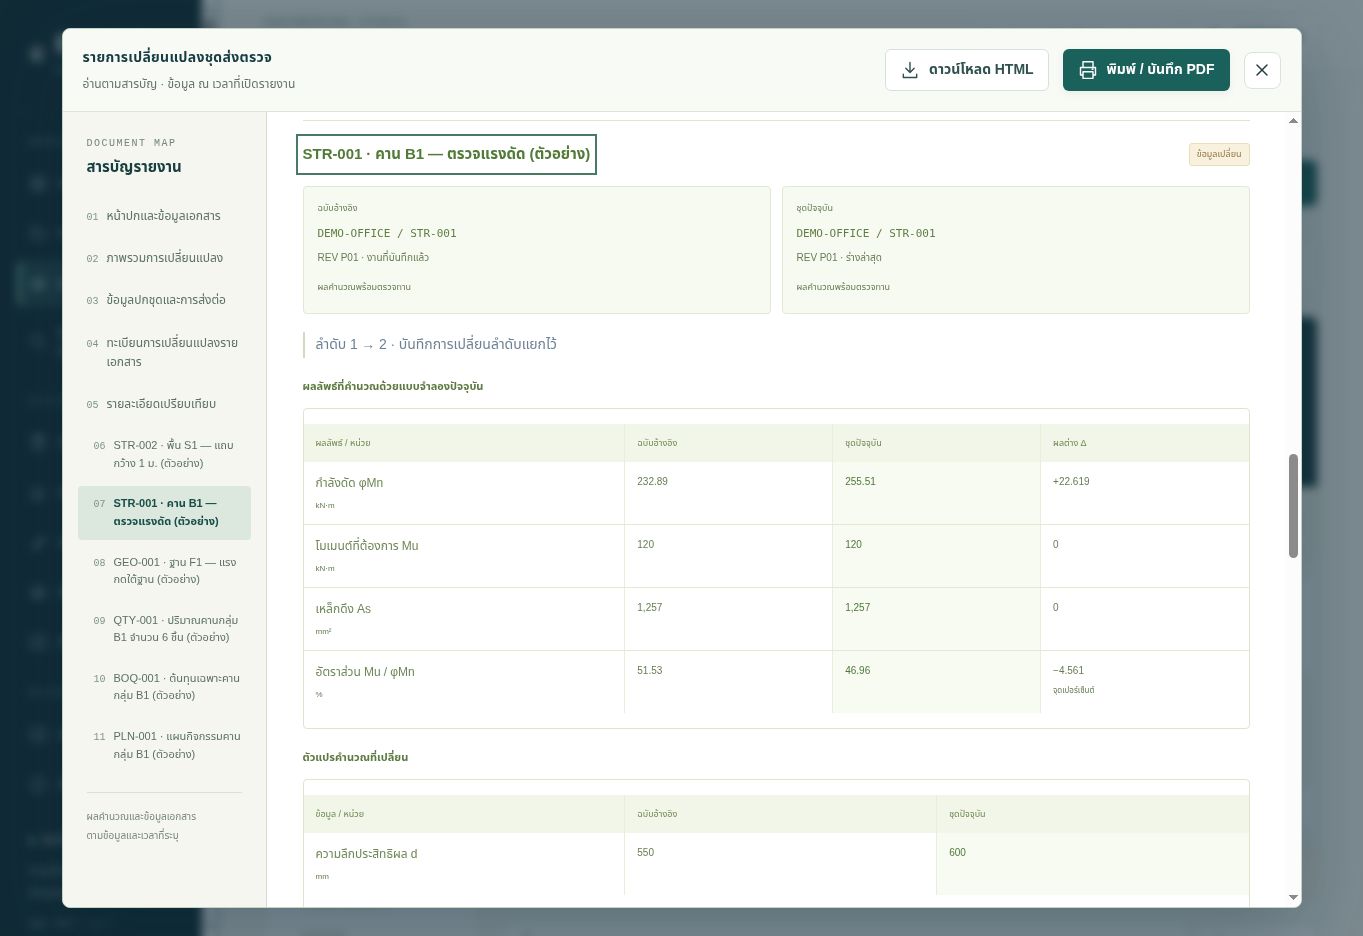 รายการเปลี่ยนแปลงชุดส่งตรวจ
อ่านตามสารบัญ · ข้อมูล ณ เวลาที่เปิดรายงาน
ดาวน์โหลด HTML
พิมพ์ / บันทึก PDF
DOCUMENT MAP
สารบัญรายงาน
01 หน้าปกและข้อมูลเอกสาร
02 ภาพรวมการเปลี่ยนแปลง
03 ข้อมูลปกชุดและการส่งต่อ
04 ทะเบียนการเปลี่ยนแปลงราย
เอกสาร
05 รายละเอียดเปรียบเทียบ
06 STR-002 · พื้น S1 — แถบ
กว้าง 1 ม. (ตัวอย่าง)
07 STR-001 · คาน B1 —
ตรวจแรงดัด (ตัวอย่าง)
08 GEO-001 · ฐาน F1 — แรง
กดใต้ฐาน (ตัวอย่าง)
09 QTY-001 · ปริมาณคานกลุ่ม
B1 จำนวน 6 ชิ้น (ตัวอย่าง)
10 BOQ-001 · ต้นทุนเฉพาะคาน
กลุ่ม B1 (ตัวอย่าง)
11 PLN-001 · แผนกิจกรรมคาน
กลุ่ม B1 (ตัวอย่าง)
ผลคำนวณและข้อมูลเอกสาร
ตามข้อมูลและเวลาที่ระบุ
STR-001 · คาน B1 — ตรวจแรงดัด (ตัวอย่าง)
ข้อมูลเปลี่ยน
ฉบับอ้างอิง
DEMO-OFFICE / STR-001
REV P01 · งานที่บันทึกแล้ว
ผลคำนวณพร้อมตรวจทาน
ชุดปัจจุบัน
DEMO-OFFICE / STR-001
REV P01 · ร่างล่าสุด
ผลคำนวณพร้อมตรวจทาน
ลำดับ 1 → 2 · บันทึกการเปลี่ยนลำดับแยกไว้
ผลลัพธ์ที่คำนวณด้วยแบบจำลองปัจจุบัน
ผลลัพธ์ / หน่วย ฉบับอ้างอิง ชุดปัจจุบัน ผลต่าง Δ
กำลังดัด φMn 232.89 255.51 +22.619
kN·m
โมเมนต์ที่ต้องการ Mu 120 120 0
kN·m
เหล็กดึง As 1,257 1,257 0
mm²
อัตราส่วน Mu / φMn 51.53 46.96 −4.561
% จุดเปอร์เซ็นต์
ตัวแปรคำนวณที่เปลี่ยน
ข้อมูล / หน่วย ฉบับอ้างอิง ชุดปัจจุบัน
ความลึกประสิทธิผล d 550 600
mm